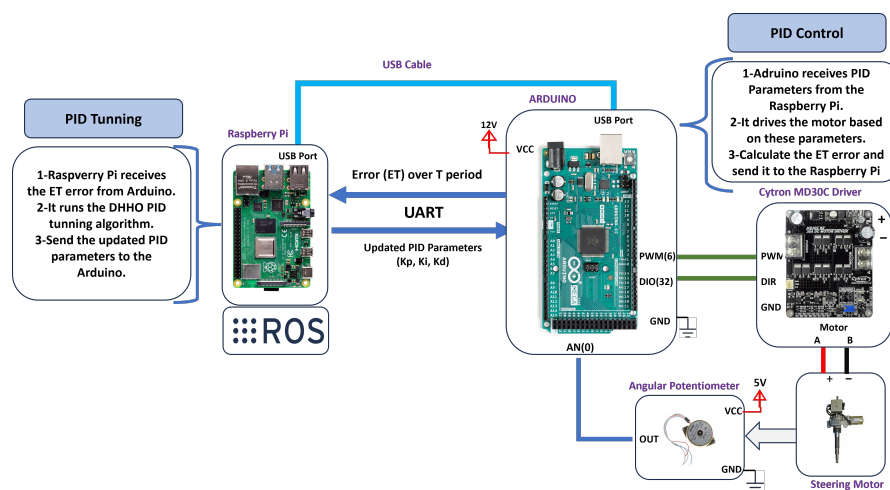 PID Control
USB Cable
1-Adruino receives PID
Parameters from the
Raspberry Pi.
2-It drives the motor based
on these parameters.
3-Calculate the ET error and
send it to the Raspberry Pi
ARDUINO
PID Tunning
USB Port
12V
VCC
Raspberry Pi
USB Port
1-Raspverry Pi receives
the ET error from Arduino.
2-It runs the DHHO PID
tunning algorithm.
3-Send the updated PID
parameters to the
Arduino.
Error (ET) over T period
UART
Updated PID Parameters
(Kp, Ki, Kd)
Cytron MD30C Driver
+
−
PWM(6)
PWM
DIO(32)
DIR
GND
GND
ROS
AN(0)
Motor
A B
+ −
Angular Potentiometer
5V
VCC
OUT
GND
Steering Motor